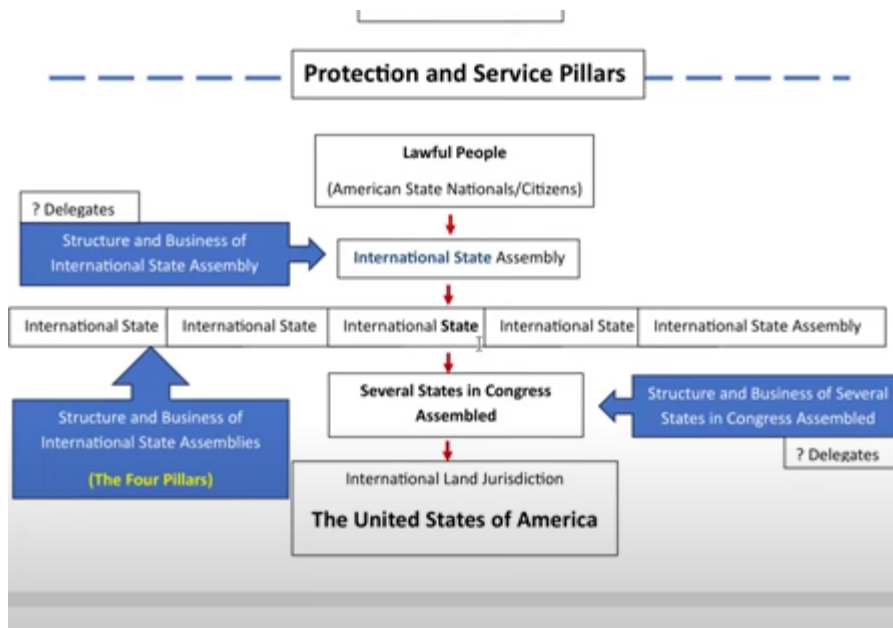 Protection and Service Pillars
Lawful People
(American State Nationals/Citizens)
? Delegates
Structure and Business of
International State Assembly
International State Assembly
International State
International State
International State
International State
International State Assembly
Structure and Business of
International State Assemblies
(The Four Pillars)
Several States in Congress
Assembled
Structure and Business of Several
States in Congress Assembled
? Delegates
International Land Jurisdiction
The United States of America